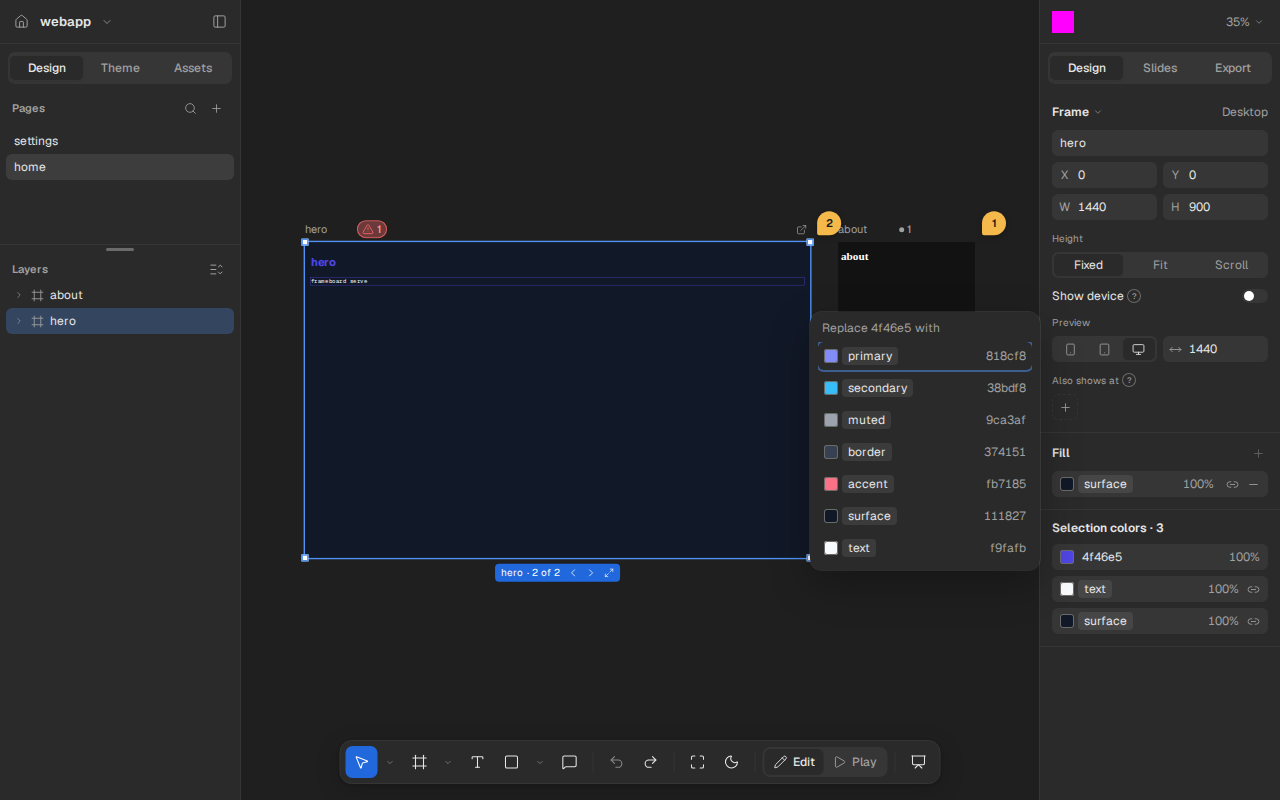 webapp
Design Theme Assets
Pages
settings
home
Layers
about
hero
hero 1
2
about 1
1
hero
frameboard serve
about
hero · 2 of 2
Replace 4f46e5 with
primary 818cf8
secondary 38bdf8
muted 9ca3af
border 374151
accent fb7185
surface 111827
text f9fafb
Edit Play
35%
Design Slides Export
Frame Desktop
hero
X 0 Y 0
W 1440 H 900
Height
Fixed Fit Scroll
Show device ?
Preview
1440
Also shows at ?
Fill
surface 100%
Selection colors · 3
4f46e5 100%
text 100%
surface 100%